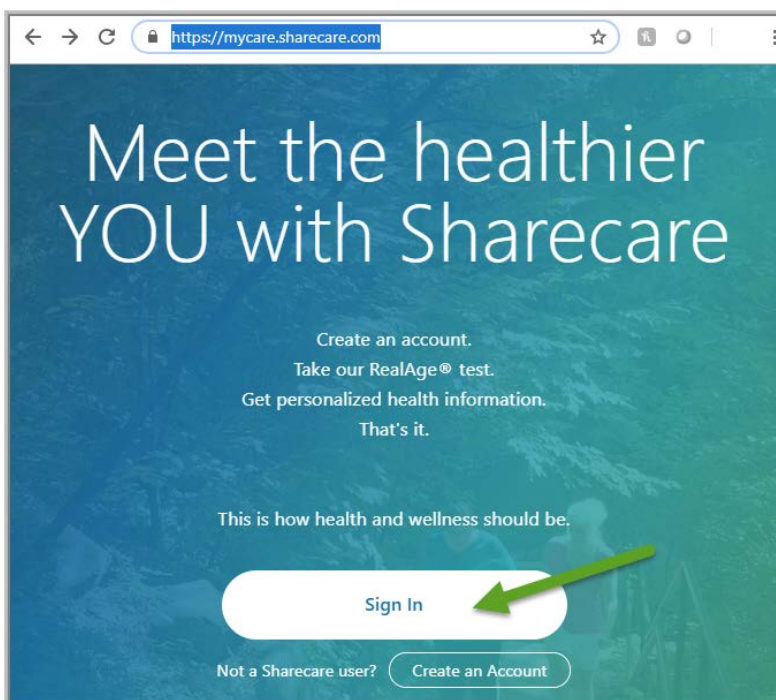 https://mycare.sharecare.com
Meet the healthier
YOU with Sharecare
Create an account.
Take our RealAge® test.
Get personalized health information.
That's it.
This is how health and wellness should be.
Sign In
Not a Sharecare user? Create an Account